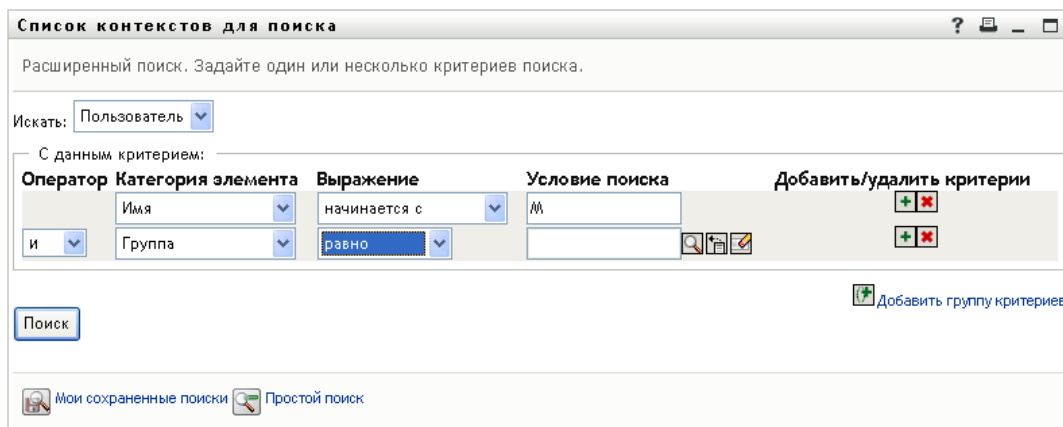 Список контекстов для поиска ?
Расширенный поиск. Задайте один или несколько критериев поиска.
Искать: Пользователь
С данным критерием:
Оператор Категория элемента Выражение Условие поиска Добавить/удалить критерии
Имя начинается с М
и Группа равно
Добавить группу критериев
Поиск
Мои сохраненные поиски Простой поиск